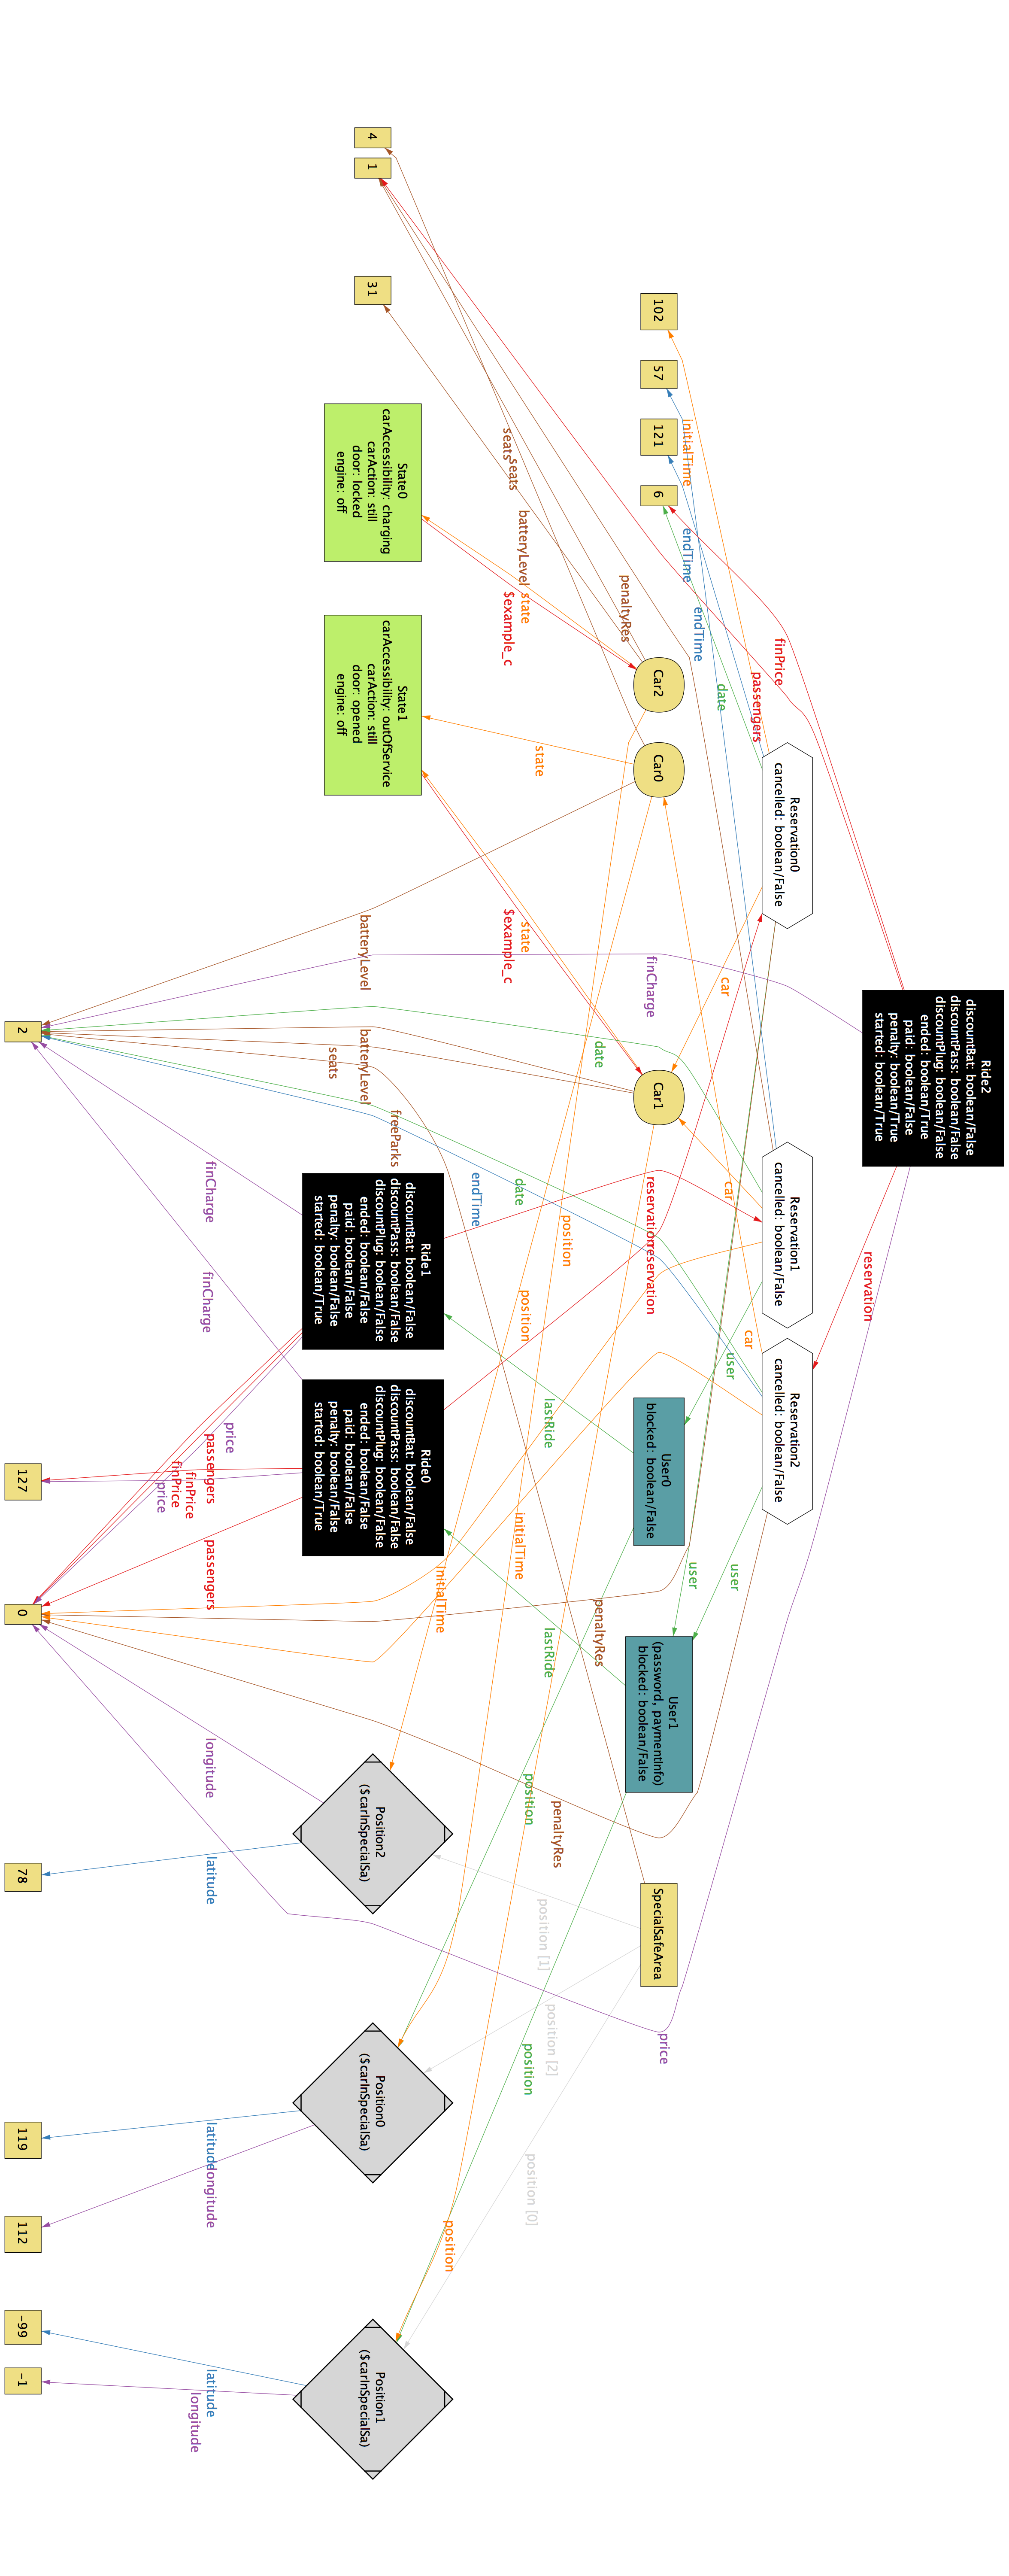 Ride2
discountBat: boolean/False
discountPass: boolean/False
discountPlug: boolean/False
ended: boolean/True
paid: boolean/False
penalty: boolean/True
started: boolean/True
finPrice
passengers
finCharge
reservation
price
Reservation0
cancelled: boolean/False
Reservation1
cancelled: boolean/False
Reservation2
cancelled: boolean/False
initialTime
endTime
endTime
date
penaltyRes
car
car
car
user
user
user
date
date
endTime
102
57
121
6
Car2
Car0
Car1
User0
blocked: boolean/False
User1
(password, paymentInfo)
blocked: boolean/False
SpecialSafeArea
seats
seats
batteryLevel
state
$example_c
state
state
$example_c
reservation
reservation
position
position
initialTime
initialTime
lastRide
lastRide
penaltyRes
penaltyRes
position
position
position
position [1]
position [2]
position [0]
freeParks
batteryLevel
batteryLevel
seats
4
1
31
State0
carAccessibility: charging
carAction: still
door: locked
engine: off
State1
carAccessibility: outOfService
carAction: still
door: opened
engine: off
Ride1
discountBat: boolean/False
discountPass: boolean/False
discountPlug: boolean/False
ended: boolean/False
paid: boolean/False
penalty: boolean/False
started: boolean/True
Ride0
discountBat: boolean/False
discountPass: boolean/False
discountPlug: boolean/False
ended: boolean/False
paid: boolean/False
penalty: boolean/False
started: boolean/True
Position2
($carInSpecialSa)
Position0
($carInSpecialSa)
Position1
($carInSpecialSa)
finCharge
finCharge
price
passengers
finPrice
finPrice
price
passengers
longitude
latitude
latitude
longitude
latitude
longitude
2
127
0
78
119
112
-99
-1